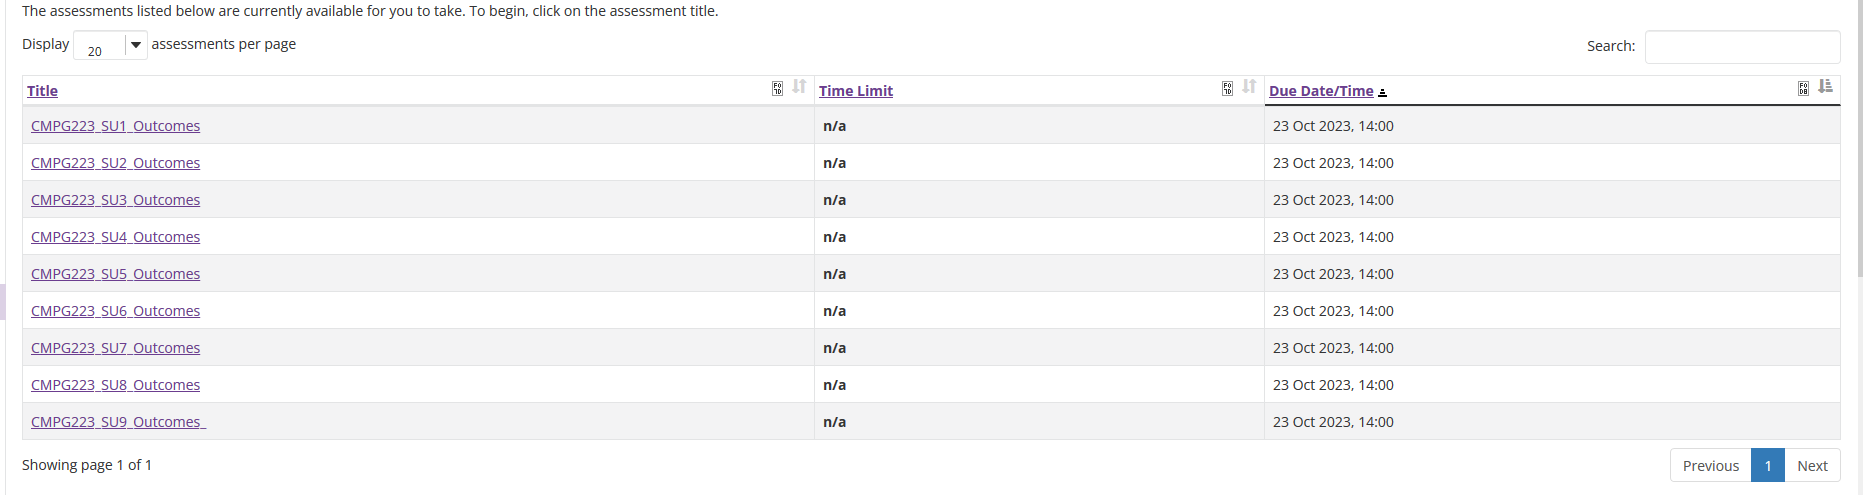 The assessments listed below are currently available for you to take. To begin, click on the assessment title.
Display 20 assessments per page Search:
Title Time Limit Due Date/Time
CMPG223_SU1_Outcomes n/a 23 Oct 2023, 14:00
CMPG223_SU2_Outcomes n/a 23 Oct 2023, 14:00
CMPG223_SU3_Outcomes n/a 23 Oct 2023, 14:00
CMPG223_SU4_Outcomes n/a 23 Oct 2023, 14:00
CMPG223_SU5_Outcomes n/a 23 Oct 2023, 14:00
CMPG223_SU6_Outcomes n/a 23 Oct 2023, 14:00
CMPG223_SU7_Outcomes n/a 23 Oct 2023, 14:00
CMPG223_SU8_Outcomes n/a 23 Oct 2023, 14:00
CMPG223_SU9_Outcomes_ n/a 23 Oct 2023, 14:00
Showing page 1 of 1 Previous 1 Next